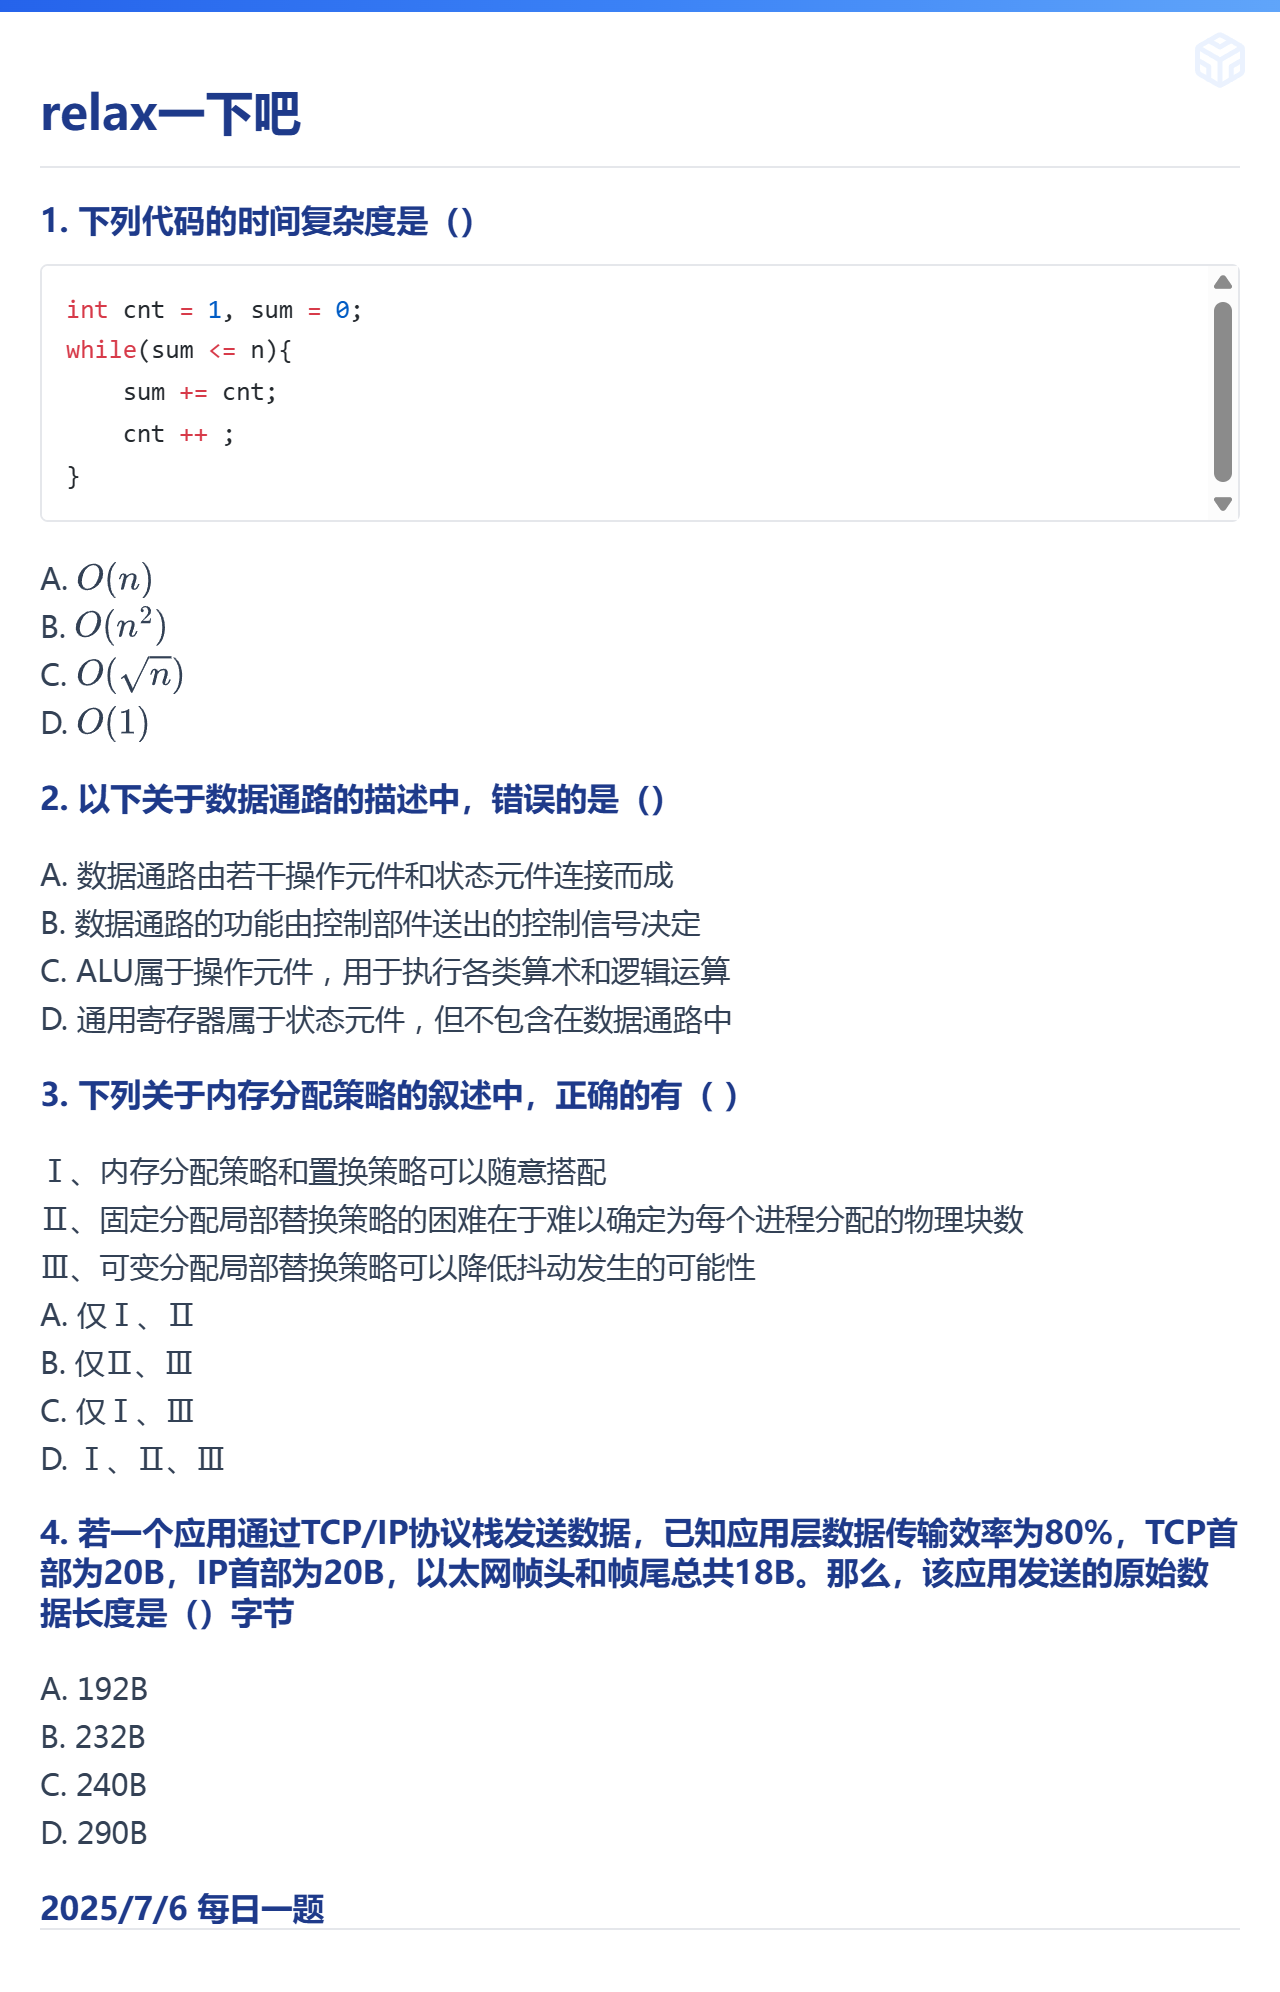 relax一下吧
1. 下列代码的时间复杂度是（）
int cnt = 1, sum = 0;
while(sum <= n){
    sum += cnt;
    cnt ++ ;
}
A. O(n)
B. O(n²)
C. O(√n)
D. O(1)
2. 以下关于数据通路的描述中，错误的是（）
A. 数据通路由若干操作元件和状态元件连接而成
B. 数据通路的功能由控制部件送出的控制信号决定
C. ALU属于操作元件，用于执行各类算术和逻辑运算
D. 通用寄存器属于状态元件，但不包含在数据通路中
3. 下列关于内存分配策略的叙述中，正确的有（ ）
Ⅰ、内存分配策略和置换策略可以随意搭配
Ⅱ、固定分配局部替换策略的困难在于难以确定为每个进程分配的物理块数
Ⅲ、可变分配局部替换策略可以降低抖动发生的可能性
A. 仅Ⅰ、Ⅱ
B. 仅Ⅱ、Ⅲ
C. 仅Ⅰ、Ⅲ
D. Ⅰ、Ⅱ、Ⅲ
4. 若一个应用通过TCP/IP协议栈发送数据，已知应用层数据传输效率为80%，TCP首
部为20B，IP首部为20B，以太网帧头和帧尾总共18B。那么，该应用发送的原始数
据长度是（）字节
A. 192B
B. 232B
C. 240B
D. 290B
2025/7/6 每日一题